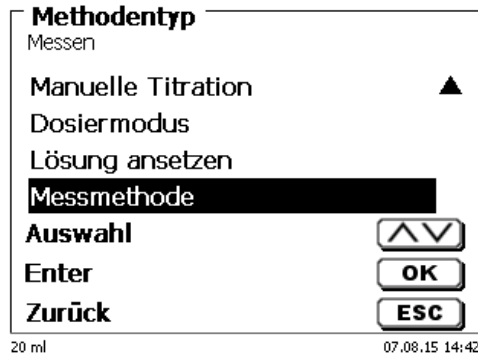 Methodentyp
Messen
Manuelle Titration
Dosiermodus
Lösung ansetzen
Messmethode
Auswahl
Enter OK
Zurück ESC
20 ml 07.08.15 14:42